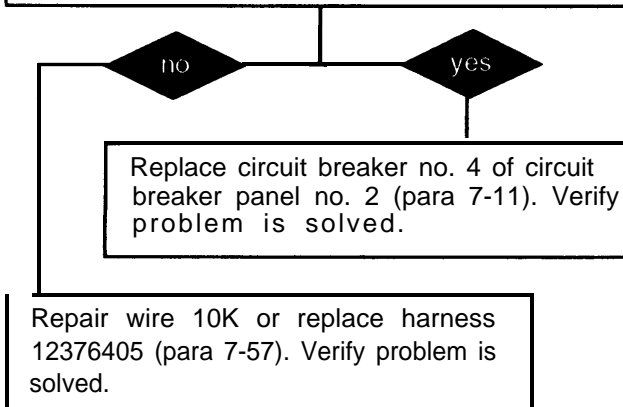 no
yes
Replace circuit breaker no. 4 of circuit
breaker panel no. 2 (para 7-11). Verify
problem is solved.
Repair wire 10K or replace harness
12376405 (para 7-57). Verify problem is
solved.